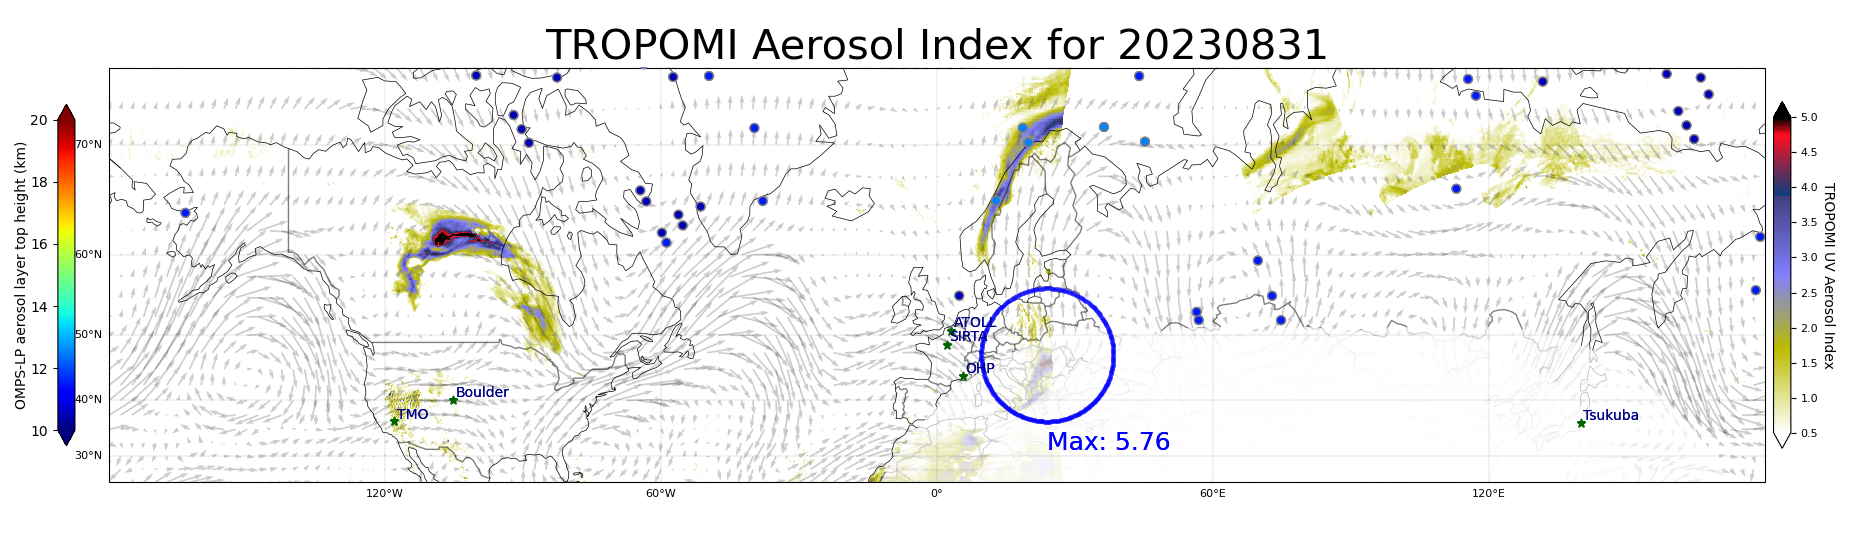 TROPOMI Aerosol Index for 20230831
OMPS-LP aerosol layer top height (km)
20
18
16
14
12
10
70°N
60°N
50°N
40°N
30°N
120°W
60°W
0°
60°E
120°E
ATOLL
SIRTA
OHP
Boulder
TMO
Tsukuba
Max: 5.76
5.0
4.5
4.0
3.5
3.0
2.5
2.0
1.5
1.0
0.5
TROPOMI UV Aerosol Index